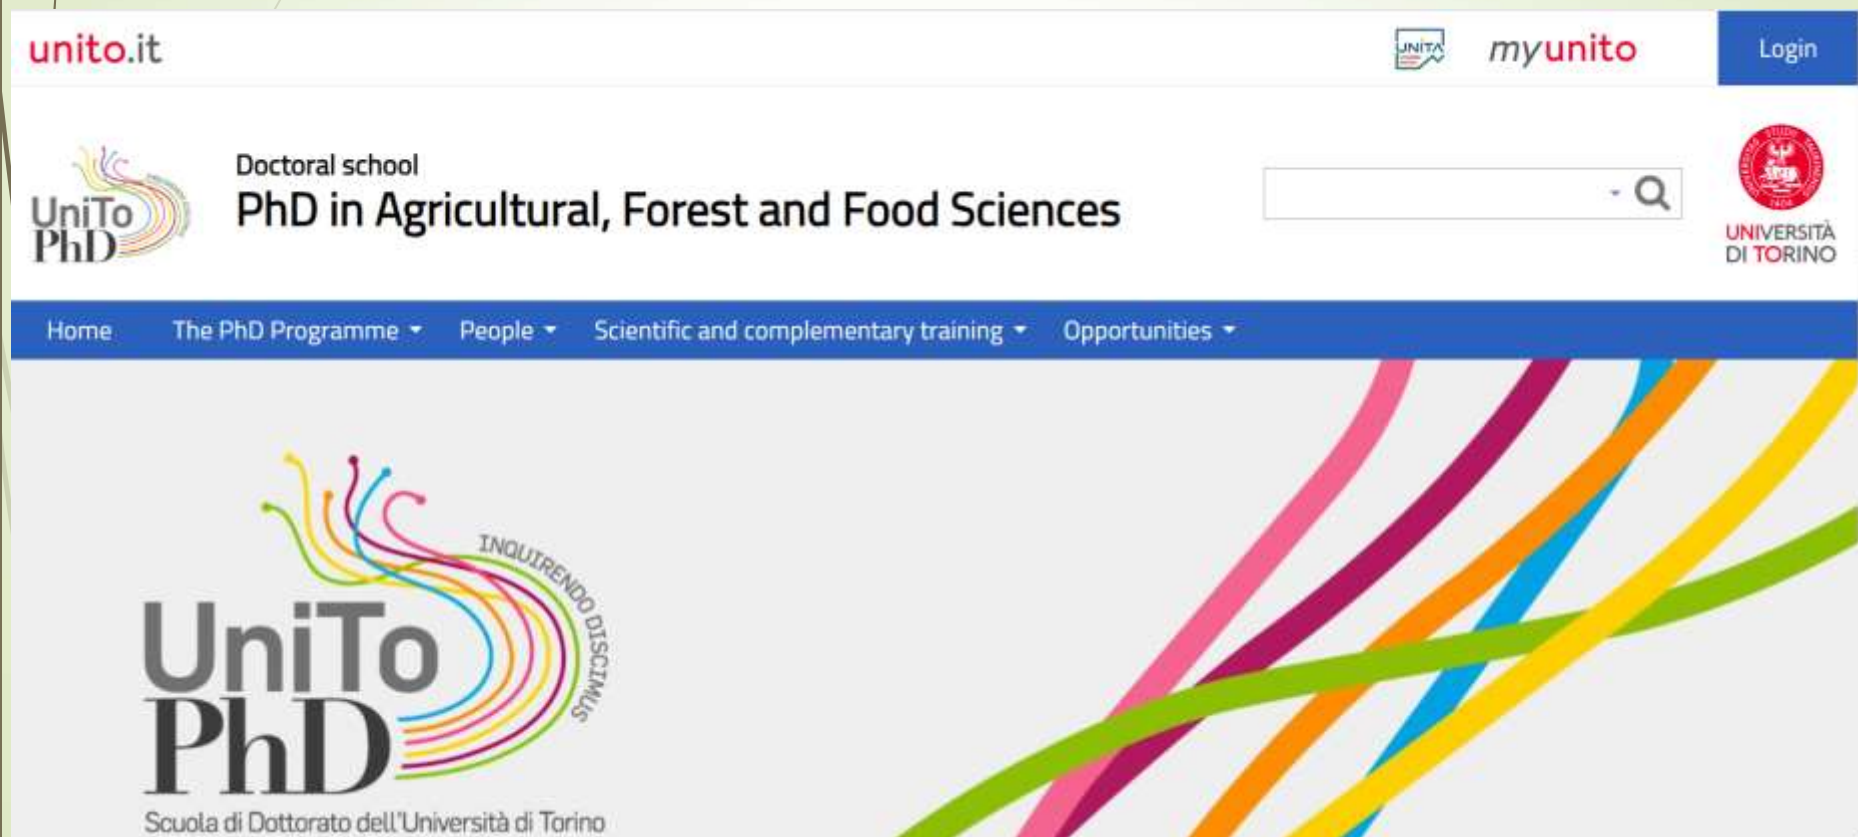 unito.it
UNITA
myunito
Login
UniTo
PhD
Doctoral school
PhD in Agricultural, Forest and Food Sciences
UNIVERSITÀ
DI TORINO
Home
The PhD Programme
People
Scientific and complementary training
Opportunities
INQUIRENDO DISCIMUS
UniTo
PhD
Scuola di Dottorato dell'Università di Torino